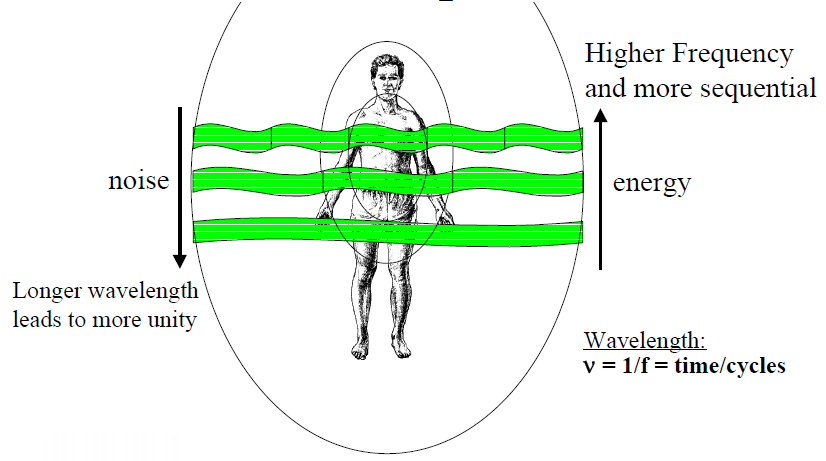 Higher Frequency
and more sequential
noise
energy
Longer wavelength
leads to more unity
Wavelength:
ν = 1/f = time/cycles